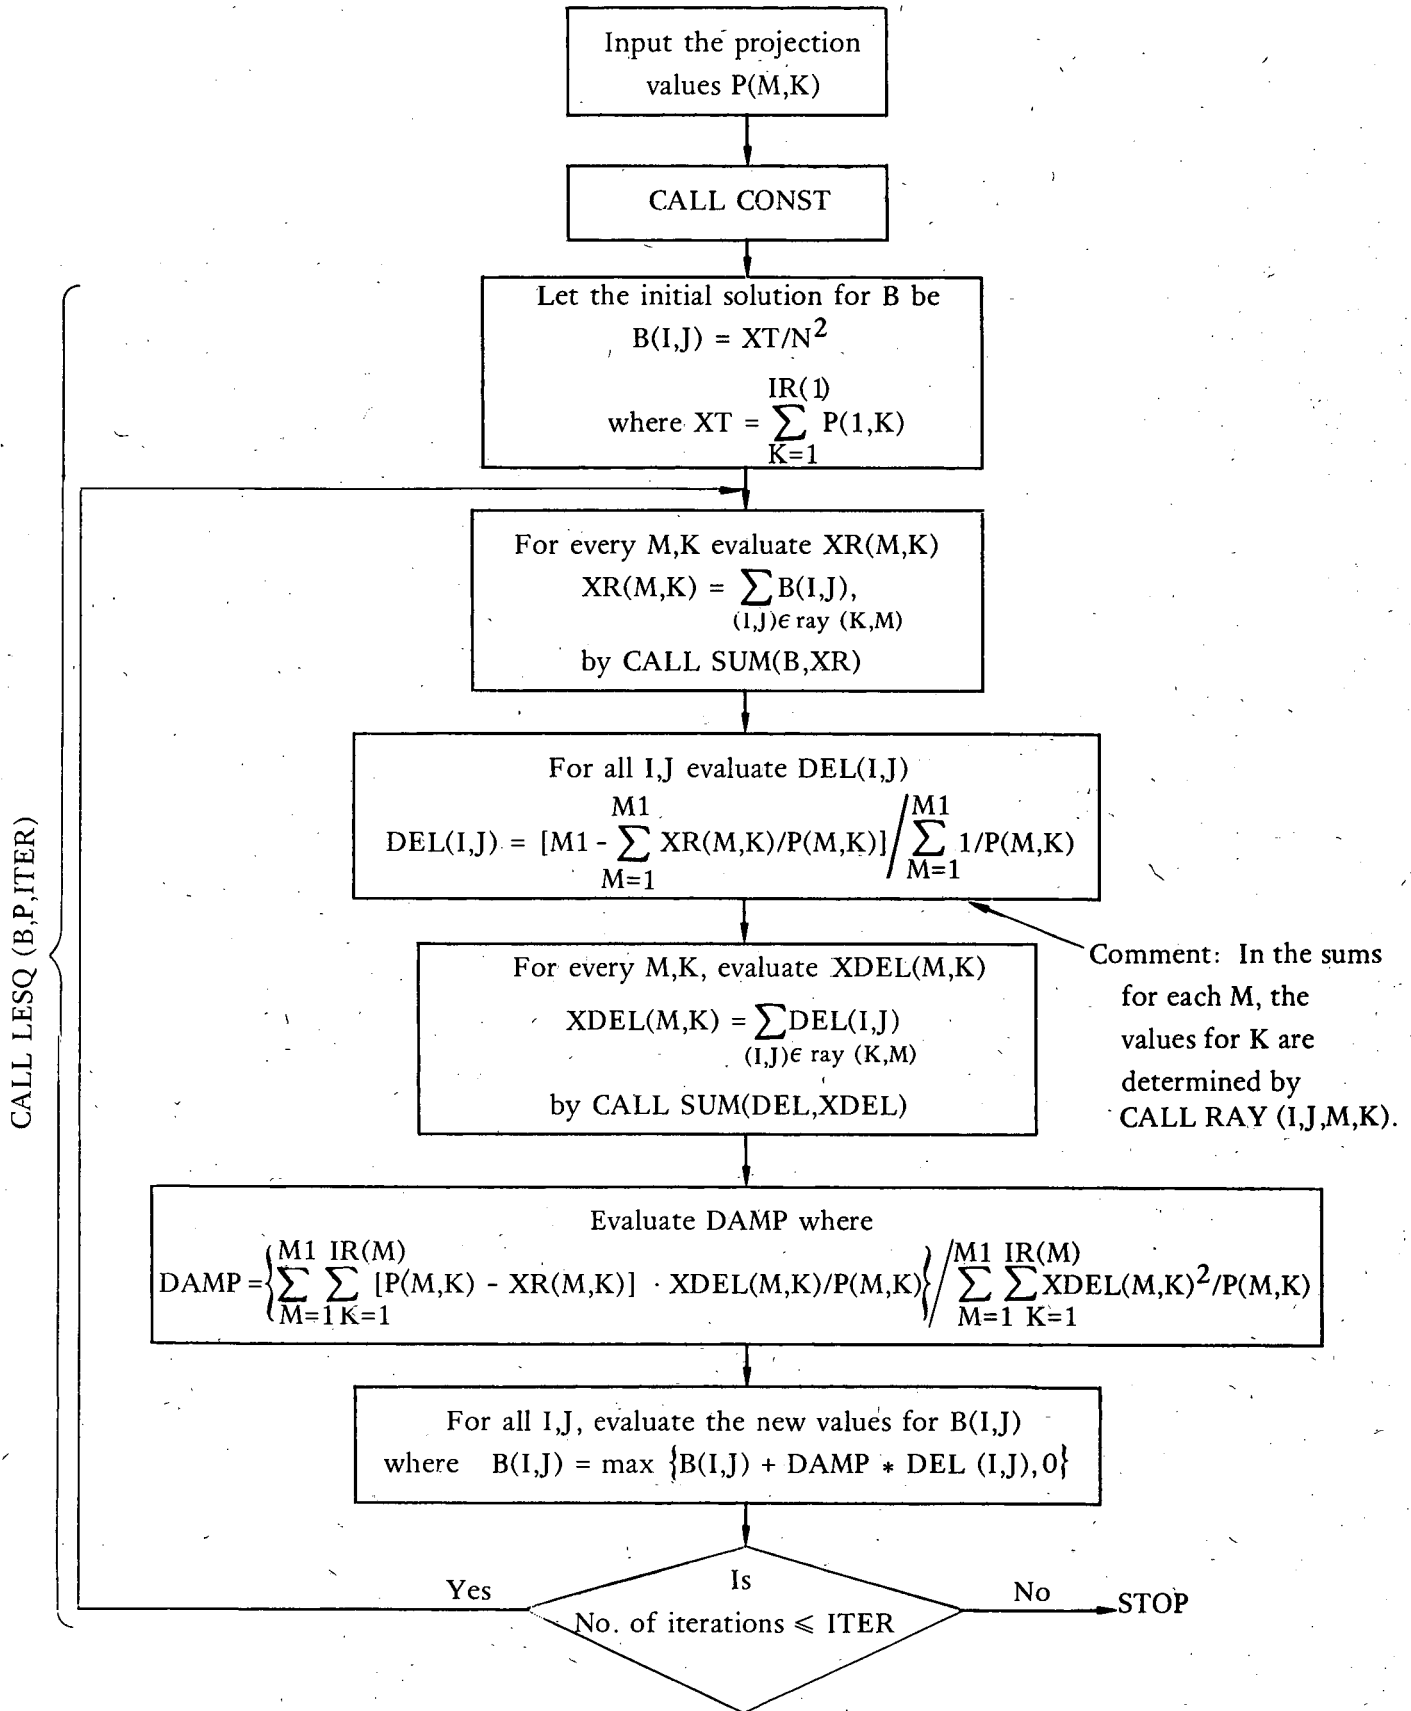 Input the projection
values P(M,K)
CALL CONST
Let the initial solution for B be
B(I,J) = XT/N²
IR(1)
where XT = ∑ P(1,K)
K=1
For every M,K evaluate XR(M,K)
XR(M,K) = ∑ B(I,J),
(I,J)ϵ ray (K,M)
by CALL SUM(B,XR)
For all I,J evaluate DEL(I,J)
M1 M1
DEL(I,J) = [M1 - ∑ XR(M,K)/P(M,K)] / ∑ 1/P(M,K)
M=1 M=1
Comment: In the sums
for each M, the
values for K are
determined by
CALL RAY (I,J,M,K).
For every M,K, evaluate XDEL(M,K)
XDEL(M,K) = ∑ DEL(I,J)
(I,J)ϵ ray (K,M)
by CALL SUM(DEL,XDEL)
Evaluate DAMP where
M1 IR(M) M1 IR(M)
DAMP = {∑ ∑ [P(M,K) - XR(M,K)] · XDEL(M,K)/P(M,K)} / ∑ ∑ XDEL(M,K)²/P(M,K)
M=1 K=1 M=1 K=1
For all I,J, evaluate the new values for B(I,J)
where B(I,J) = max {B(I,J) + DAMP * DEL (I,J),0}
Is
No. of iterations ⩽ ITER
Yes
No
STOP
CALL LESQ (B,P,ITER)